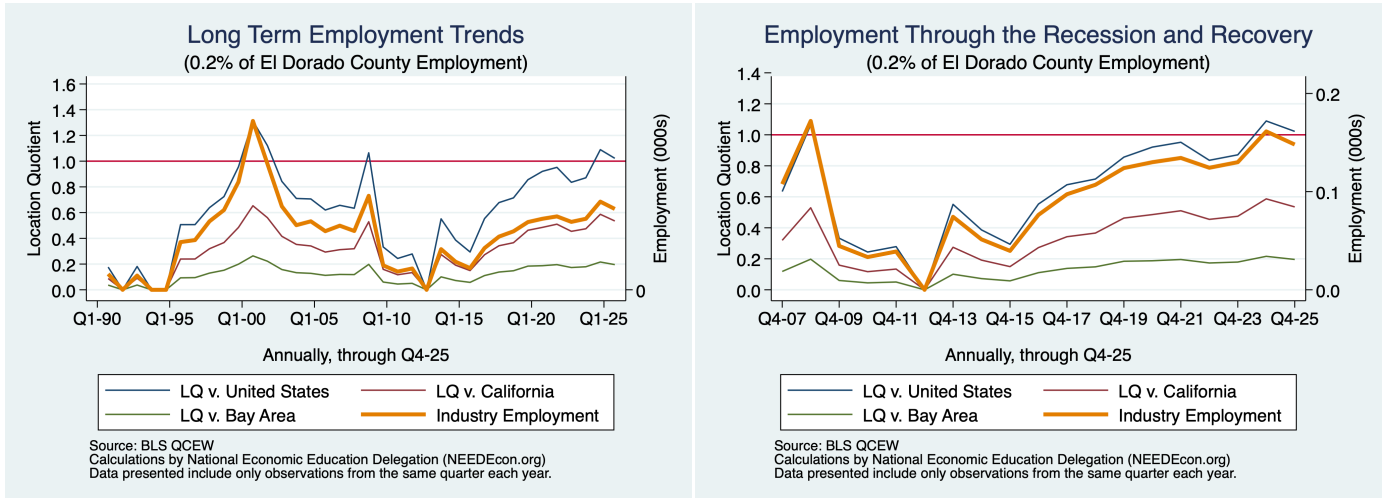 Long Term Employment Trends
(0.2% of El Dorado County Employment)
1.6
1.4
1.2
1.0
0.8
0.6
0.4
0.2
0.0
Location Quotient
0
Employment (000s)
Q1-90 Q1-95 Q1-00 Q1-05 Q1-10 Q1-15 Q1-20 Q1-25
Annually, through Q4-25
LQ v. United States LQ v. California
LQ v. Bay Area Industry Employment
Source: BLS QCEW
Calculations by National Economic Education Delegation (NEEDEcon.org)
Data presented include only observations from the same quarter each year.
Employment Through the Recession and Recovery
(0.2% of El Dorado County Employment)
1.4
1.2
1.0
0.8
0.6
0.4
0.2
0.0
Location Quotient
0.2
0.1
0.0
Employment (000s)
Q4-07 Q4-09 Q4-11 Q4-13 Q4-15 Q4-17 Q4-19 Q4-21 Q4-23 Q4-25
Annually, through Q4-25
LQ v. United States LQ v. California
LQ v. Bay Area Industry Employment
Source: BLS QCEW
Calculations by National Economic Education Delegation (NEEDEcon.org)
Data presented include only observations from the same quarter each year.